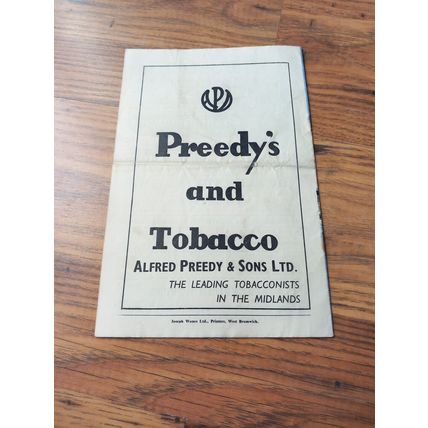 Preedy's
and
Tobacco
ALFRED PREEDY & SONS LTD.
THE LEADING TOBACCONISTS
IN THE MIDLANDS
Joseph Wones Ltd., Printers, West Bromwich.